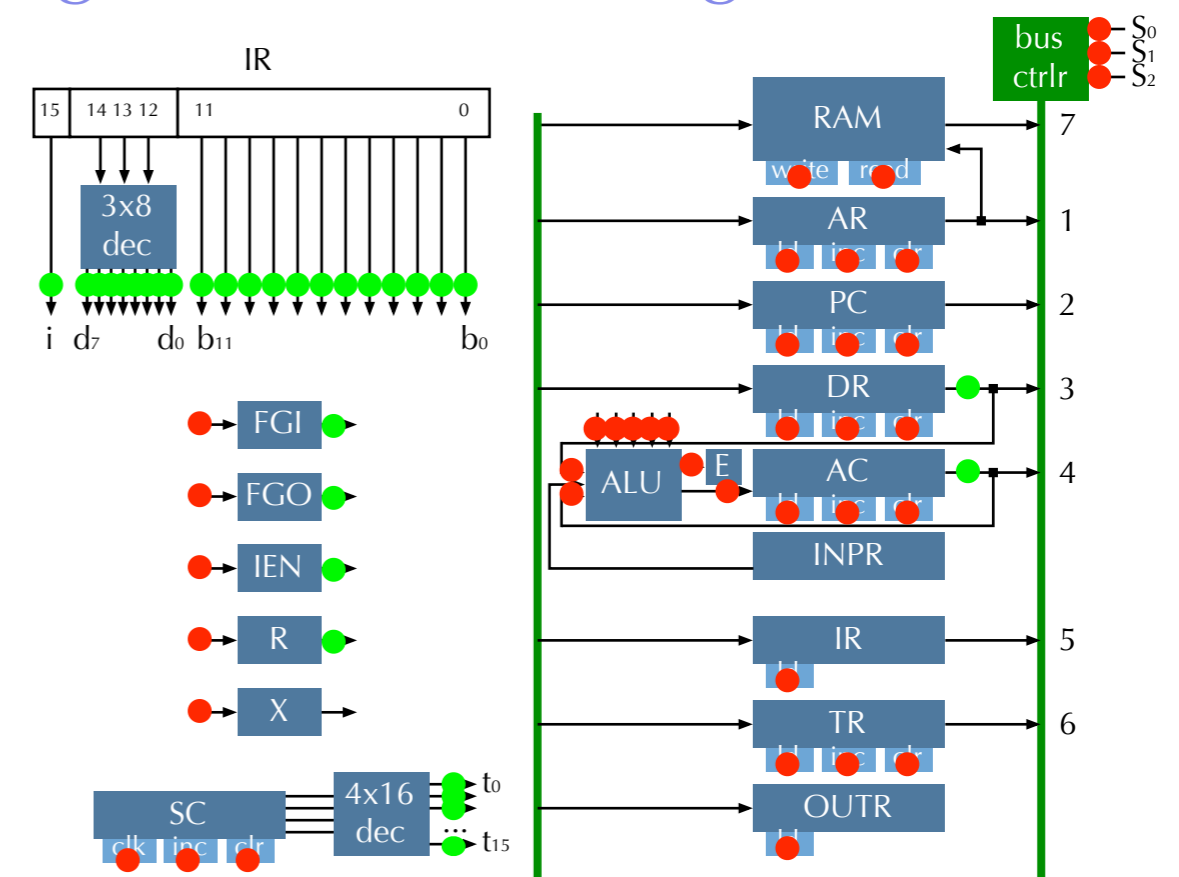 IR
15 14 13 12 11 0
3x8
dec
i d7 d0 b11 b0
FGI
FGO
IEN
R
X
SC
clk inc clr
4x16
dec
t0
...
t15
bus
ctrlr
S0
S1
S2
RAM 7
write read
AR 1
ld inc clr
PC 2
ld inc clr
DR 3
ld inc clr
ALU E AC 4
ld inc clr
INPR
IR 5
ld
TR 6
ld inc clr
OUTR
ld